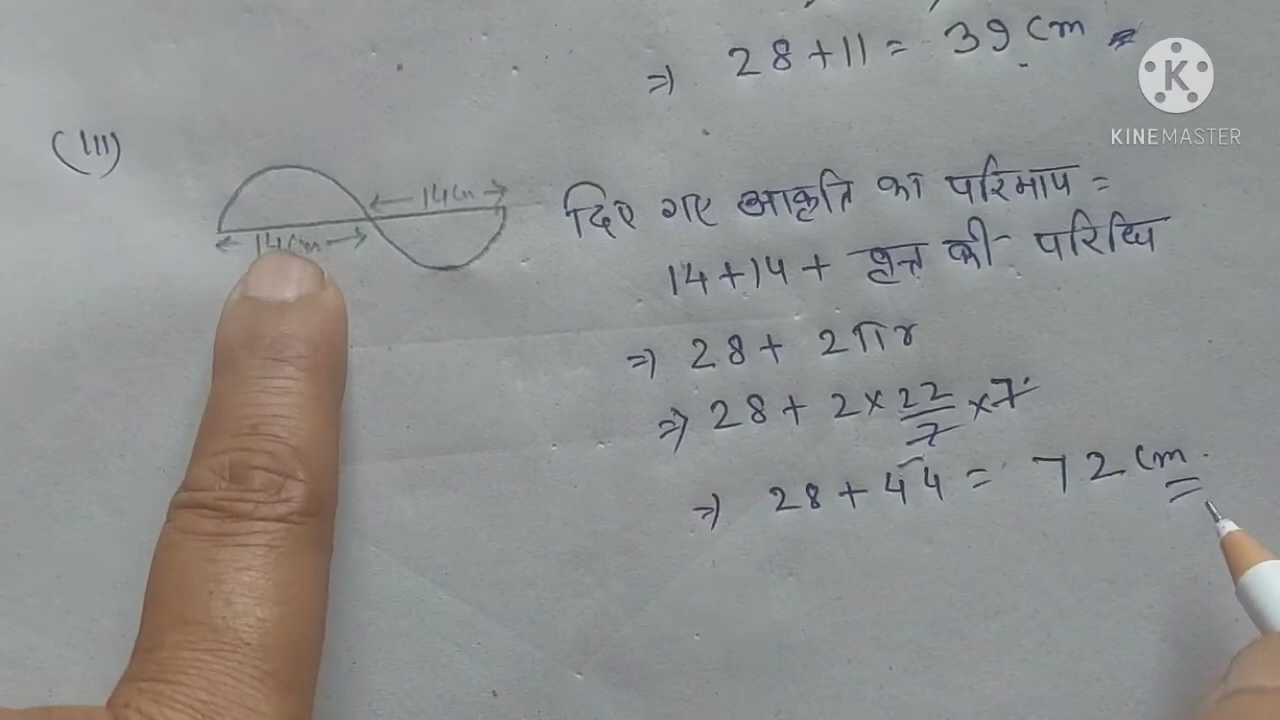 ⇒ 28 + 11 = 39 cm
KINEMASTER
(III)
14cm
14cm
दिए गए आकृति का परिमाप =
14 + 14 + वृत्त की परिधि
⇒ 28 + 2πr
⇒ 28 + 2 × 22/7 × 7
⇒ 28 + 44 = 72 cm.